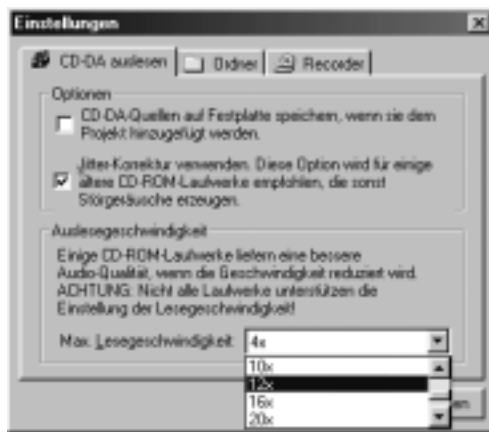 Einstellungen
CD-DA auslesen Ordner Recorder
Optionen
CD-DA-Quellen auf Festplatte speichern, wenn sie dem
Projekt hinzugefügt werden.
Jitter-Korrektur verwenden. Diese Option wird für einige
ältere CD-ROM-Laufwerke empfohlen, die sonst
Störgeräusche erzeugen.
Auslesegeschwindigkeit
Einige CD-ROM-Laufwerke liefern eine bessere
Audio-Qualität, wenn die Geschwindigkeit reduziert wird.
ACHTUNG: Nicht alle Laufwerke unterstützen die
Einstellung der Lesegeschwindigkeit!
Max. Lesegeschwindigkeit: 4x
10x
12x
16x
20x
en